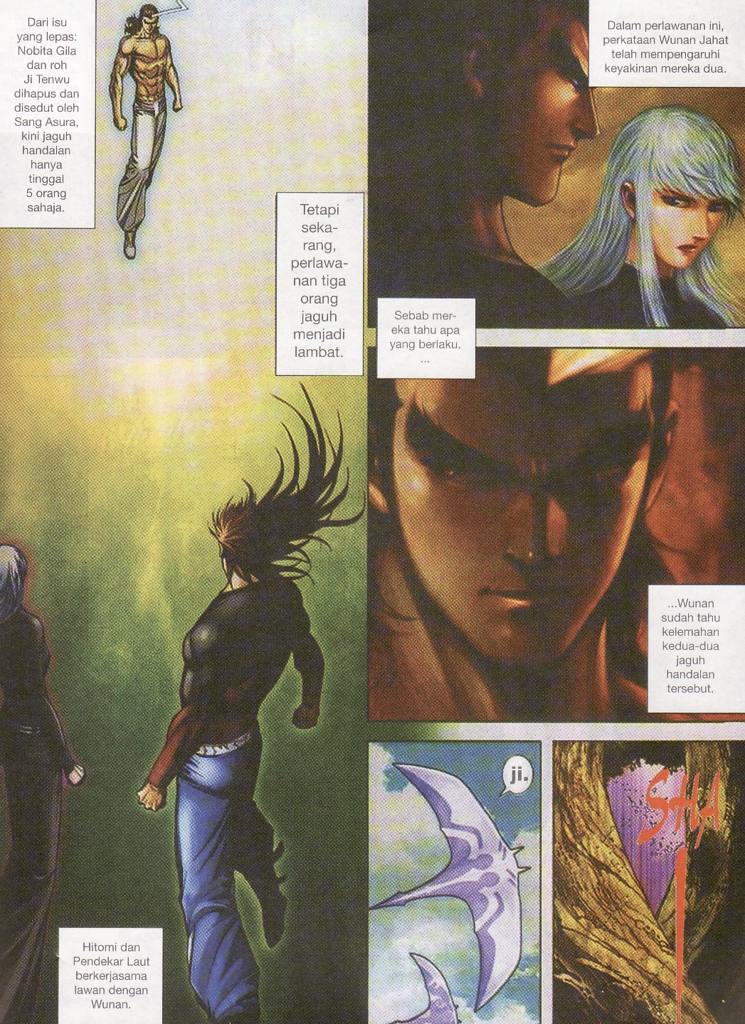 Dari isu
yang lepas:
Nobita Gila
dan roh
Ji Tenwu
dihapus dan
disedut oleh
Sang Asura,
kini jaguh
handalan
hanya
tinggal
5 orang
sahaja.
Tetapi
seka-
rang,
perlawa-
nan tiga
orang
jaguh
menjadi
lambat.
Hitomi dan
Pendekar Laut
berkerjasama
lawan dengan
Wunan.
Dalam perlawanan ini,
perkataan Wunan Jahat
telah mempengaruhi
keyakinan mereka dua.
Sebab mer-
eka tahu apa
yang berlaku.
...
...Wunan
sudah tahu
kelemahan
kedua-dua
jaguh
handalan
tersebut.
ji.
SHA